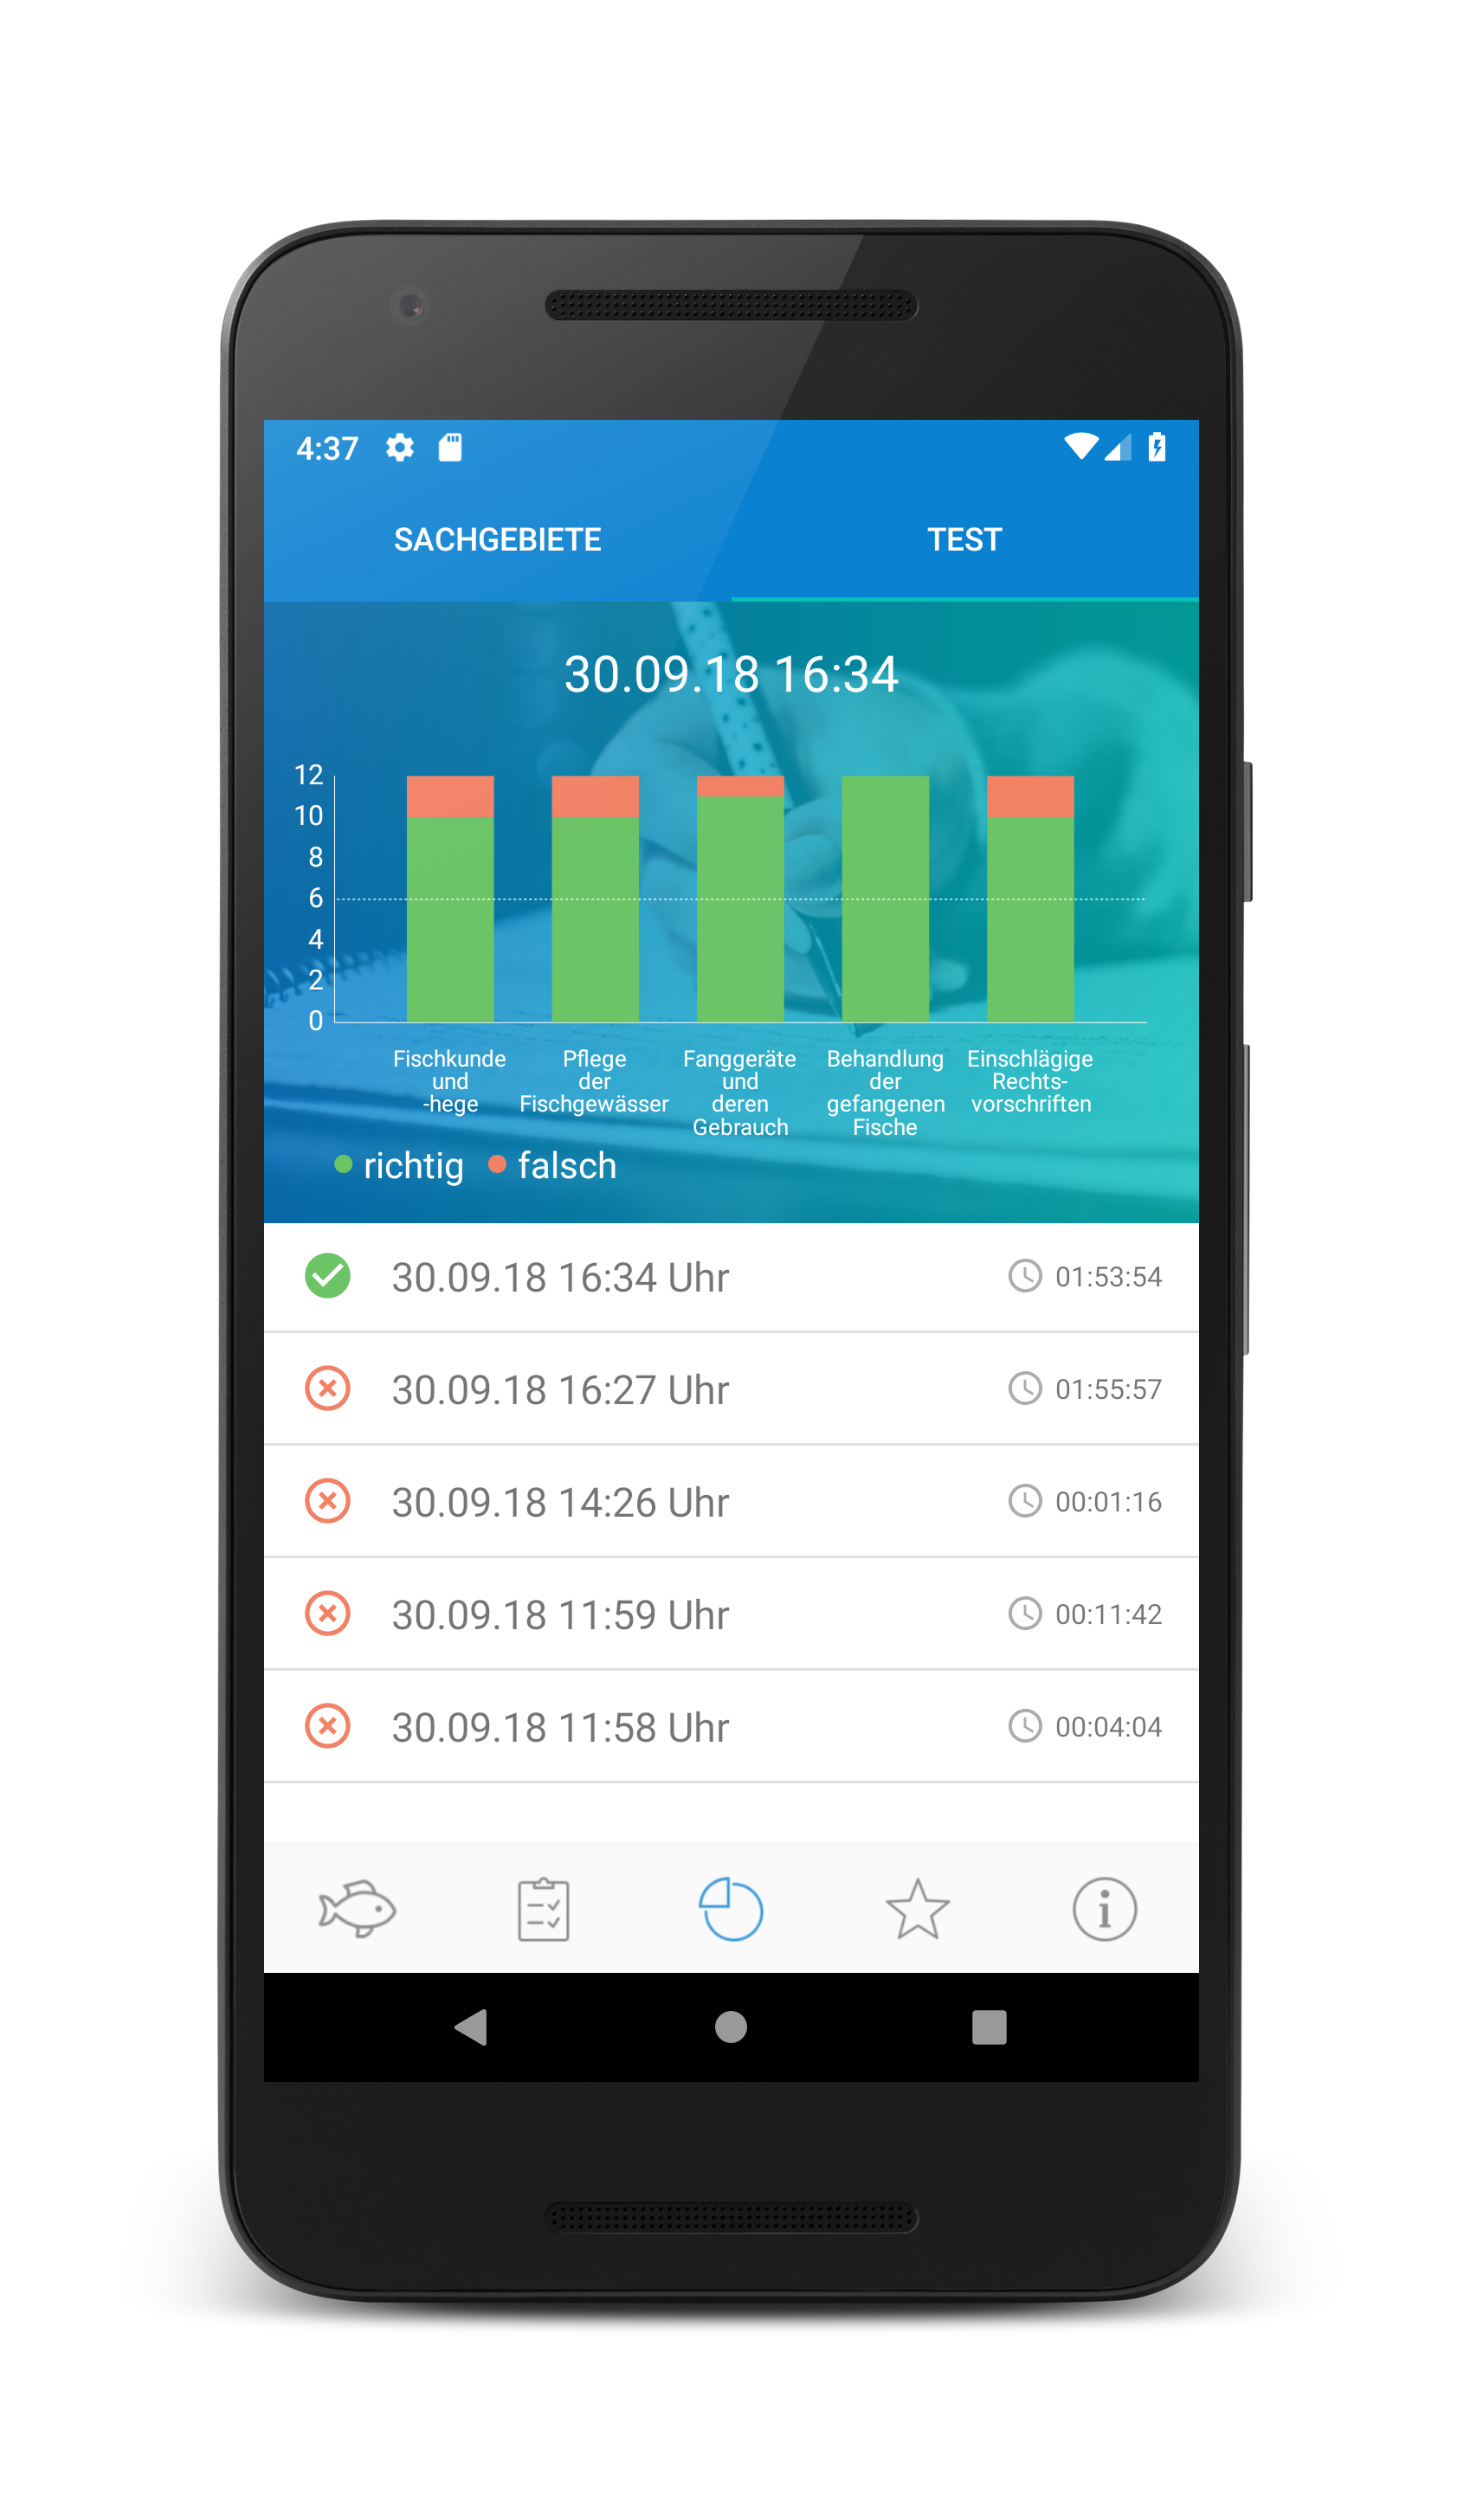 4:37
SACHGEBIETE
TEST
30.09.18 16:34
12
10
8
6
4
2
0
Fischkunde
und
-hege
Pflege
der
Fischgewässer
Fanggeräte
und
deren
Gebrauch
Behandlung
der
gefangenen
Fische
Einschlägige
Rechts-
vorschriften
richtig
falsch
30.09.18 16:34 Uhr 01:53:54
30.09.18 16:27 Uhr 01:55:57
30.09.18 14:26 Uhr 00:01:16
30.09.18 11:59 Uhr 00:11:42
30.09.18 11:58 Uhr 00:04:04